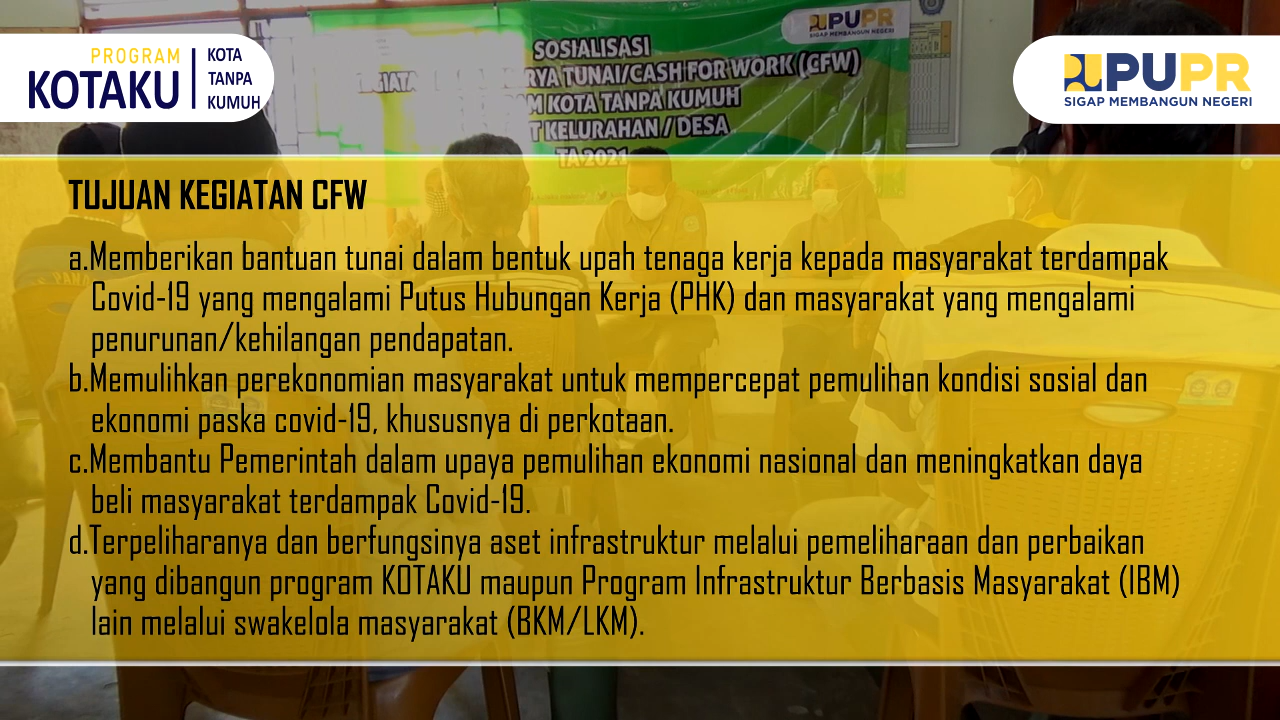 PROGRAM
KOTAKU
KOTA
TANPA
KUMUH
PUPR
SIGAP MEMBANGUN NEGERI
PUPR
SIGAP MEMBANGUN NEGERI
SOSIALISASI
TUNAI/CASH FOR WORK (CFW)
KOTA TANPA KUMUH
KELURAHAN / DESA
TA 2021
TUJUAN KEGIATAN CFW
a.Memberikan bantuan tunai dalam bentuk upah tenaga kerja kepada masyarakat terdampak
Covid-19 yang mengalami Putus Hubungan Kerja (PHK) dan masyarakat yang mengalami
penurunan/kehilangan pendapatan.
b.Memulihkan perekonomian masyarakat untuk mempercepat pemulihan kondisi sosial dan
ekonomi paska covid-19, khususnya di perkotaan.
c.Membantu Pemerintah dalam upaya pemulihan ekonomi nasional dan meningkatkan daya
beli masyarakat terdampak Covid-19.
d.Terpeliharanya dan berfungsinya aset infrastruktur melalui pemeliharaan dan perbaikan
yang dibangun program KOTAKU maupun Program Infrastruktur Berbasis Masyarakat (IBM)
lain melalui swakelola masyarakat (BKM/LKM).